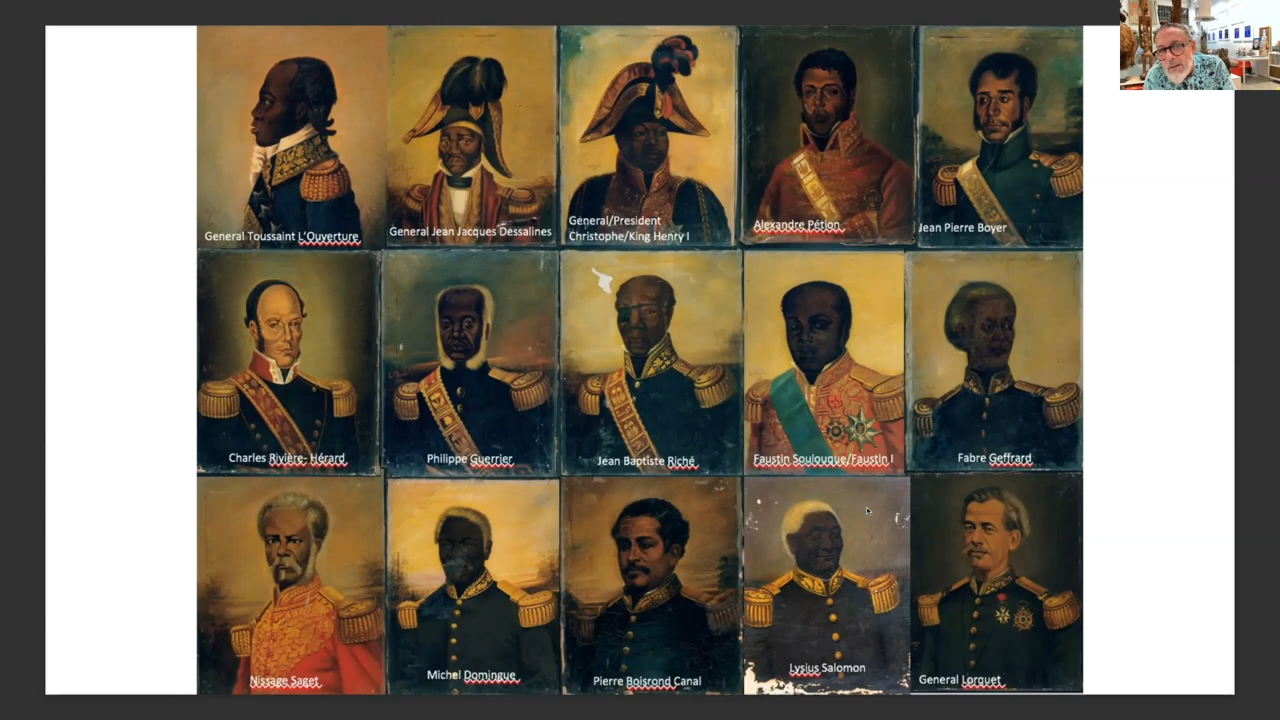 General Toussaint L'Ouverture
General Jean Jacques Dessalines
General/President
Christophe/King Henry I
Alexandre Pétion
Jean Pierre Boyer
Charles Rivière- Hérard
Philippe Guerrier
Jean Baptiste Riché
Faustin Soulouque/Faustin I
Fabre Geffrard
Nissage Saget
Michel Domingue
Pierre Boisrond Canal
Lysius Salomon
General Lorquet